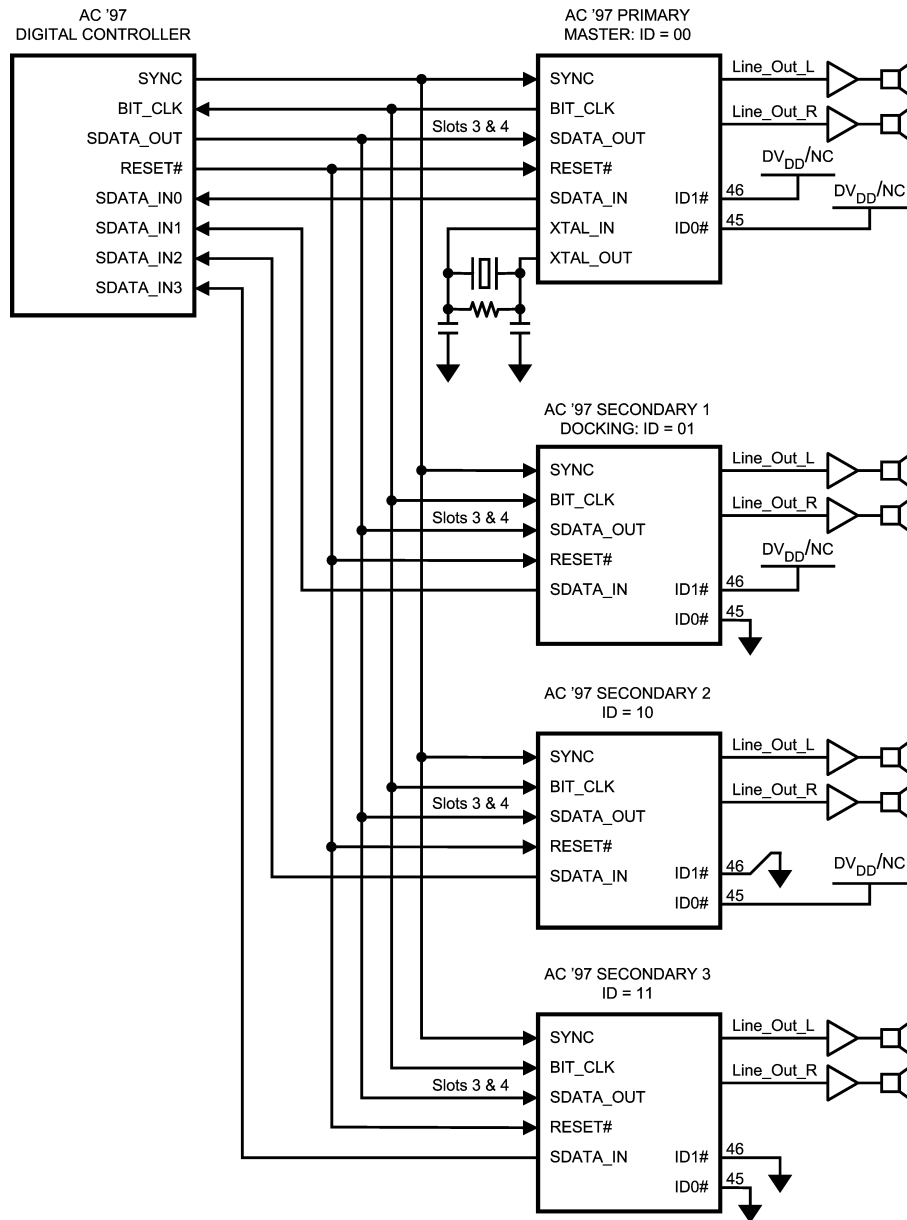 AC '97
DIGITAL CONTROLLER
SYNC
BIT_CLK
SDATA_OUT
RESET#
SDATA_IN0
SDATA_IN1
SDATA_IN2
SDATA_IN3
AC '97 PRIMARY
MASTER: ID = 00
Slots 3 & 4
SYNC
BIT_CLK
SDATA_OUT
RESET#
SDATA_IN
XTAL_IN
XTAL_OUT
ID1#
ID0#
46
45
Line_Out_L
Line_Out_R
DVDD/NC
DVDD/NC
AC '97 SECONDARY 1
DOCKING: ID = 01
Slots 3 & 4
SYNC
BIT_CLK
SDATA_OUT
RESET#
SDATA_IN
ID1#
ID0#
46
45
Line_Out_L
Line_Out_R
DVDD/NC
AC '97 SECONDARY 2
ID = 10
Slots 3 & 4
SYNC
BIT_CLK
SDATA_OUT
RESET#
SDATA_IN
ID1#
ID0#
46
45
Line_Out_L
Line_Out_R
DVDD/NC
AC '97 SECONDARY 3
ID = 11
Slots 3 & 4
SYNC
BIT_CLK
SDATA_OUT
RESET#
SDATA_IN
ID1#
ID0#
46
45
Line_Out_L
Line_Out_R